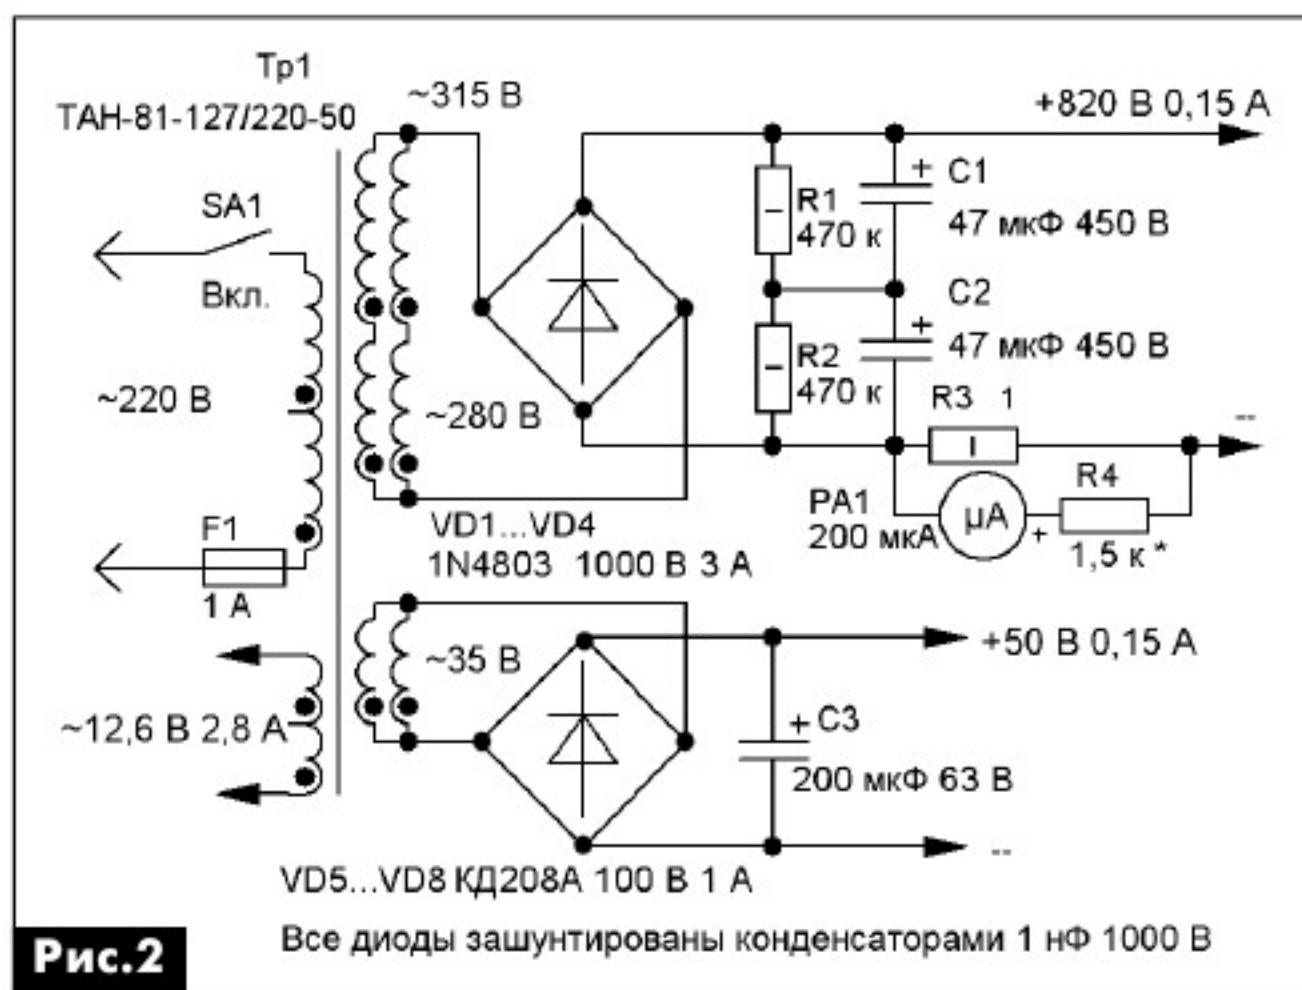 Тр1
ТАН-81-127/220-50
~315 В
+820 В 0,15 А
SA1
Вкл.
R1
470 к
+ C1
47 мкФ 450 В
C2
+
47 мкФ 450 В
R2
470 к
~220 В
~280 В
R3 1
--
F1
1 А
VD1...VD4
1N4803 1000 В 3 А
PA1
200 мкА
µA
+
R4
1,5 к *
~35 В
+50 В 0,15 А
~12,6 В 2,8 А
+ C3
200 мкФ 63 В
--
VD5...VD8 КД208А 100 В 1 А
Все диоды зашунтированы конденсаторами 1 нФ 1000 В
Рис.2